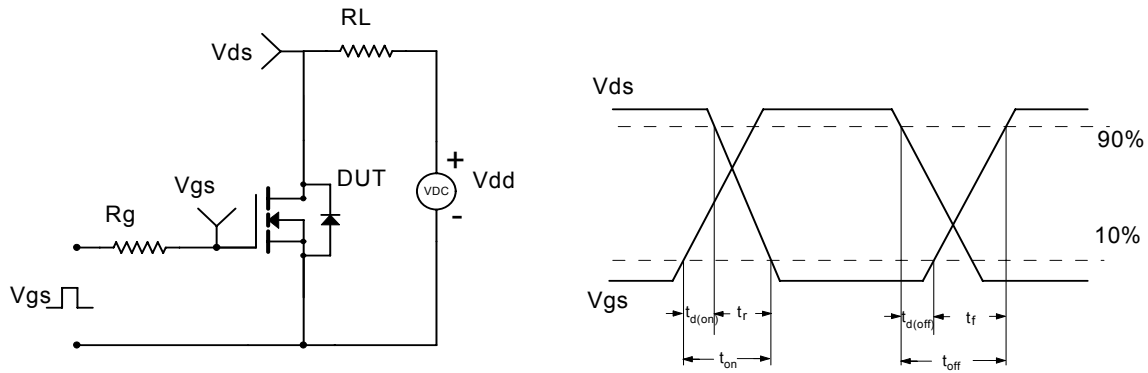 RL
Vds
Vgs
DUT
+
VDC
Vdd
-
Rg
Vgs
Vds
90%
10%
Vgs
td(on)
tr
td(off)
tf
ton
toff